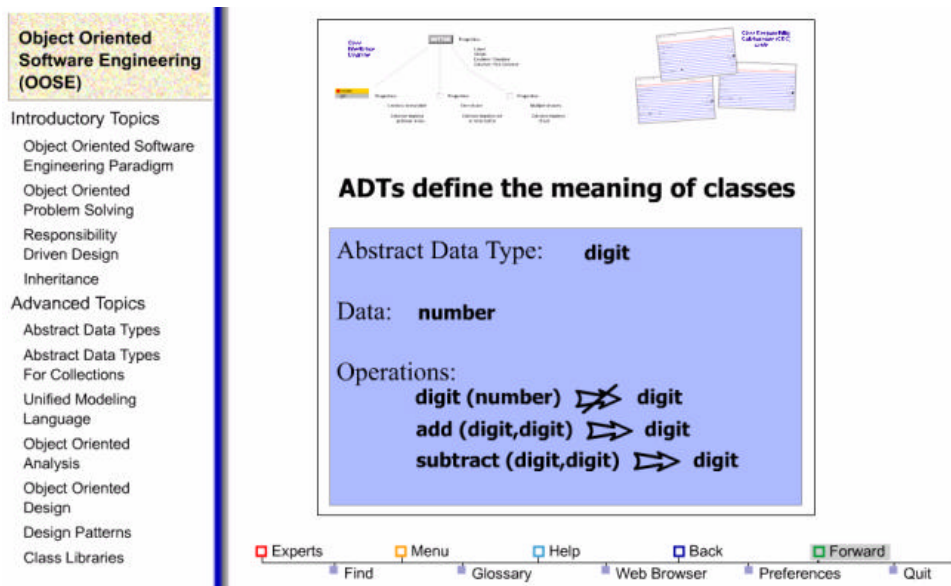 Object Oriented
Software Engineering
(OOSE)
Introductory Topics
Object Oriented Software
Engineering Paradigm
Object Oriented
Problem Solving
Responsibility
Driven Design
Inheritance
Advanced Topics
Abstract Data Types
Abstract Data Types
For Collections
Unified Modeling
Language
Object Oriented
Analysis
Object Oriented
Design
Design Patterns
Class Libraries
ADTs define the meaning of classes
Abstract Data Type: digit
Data: number
Operations:
digit (number) digit
add (digit,digit) digit
subtract (digit,digit) digit
Experts Menu Help Back Forward
Find Glossary Web Browser Preferences Quit